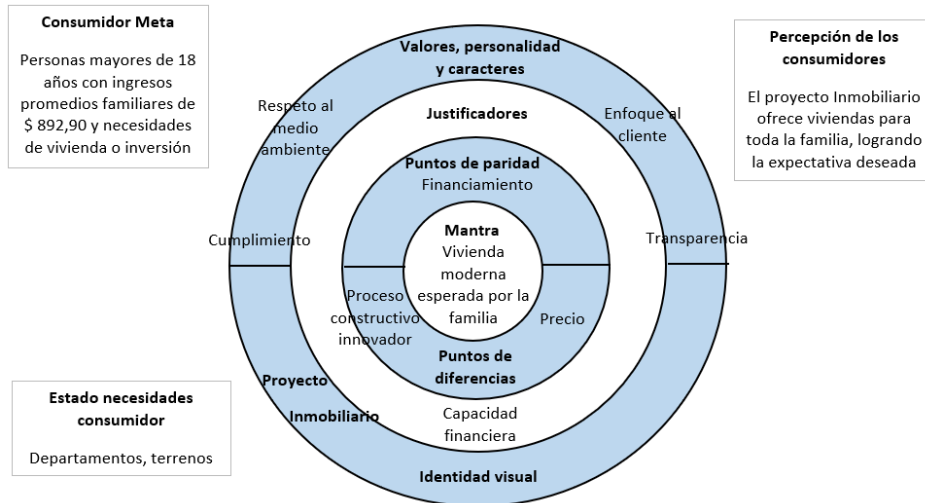 Consumidor Meta
Personas mayores de 18
años con ingresos
promedios familiares de
$ 892,90 y necesidades
de vivienda o inversión
Percepción de los
consumidores
El proyecto Inmobiliario
ofrece viviendas para
toda la familia, logrando
la expectativa deseada
Valores, personalidad
y caracteres
Respeto al
medio
ambiente
Enfoque al
cliente
Cumplimiento
Transparencia
Justificadores
Puntos de paridad
Financiamiento
Mantra
Vivienda
moderna
esperada por la
familia
Proceso
constructivo
innovador
Precio
Puntos de
diferencias
Capacidad
financiera
Proyecto
Inmobiliario
Identidad visual
Estado necesidades
consumidor
Departamentos, terrenos